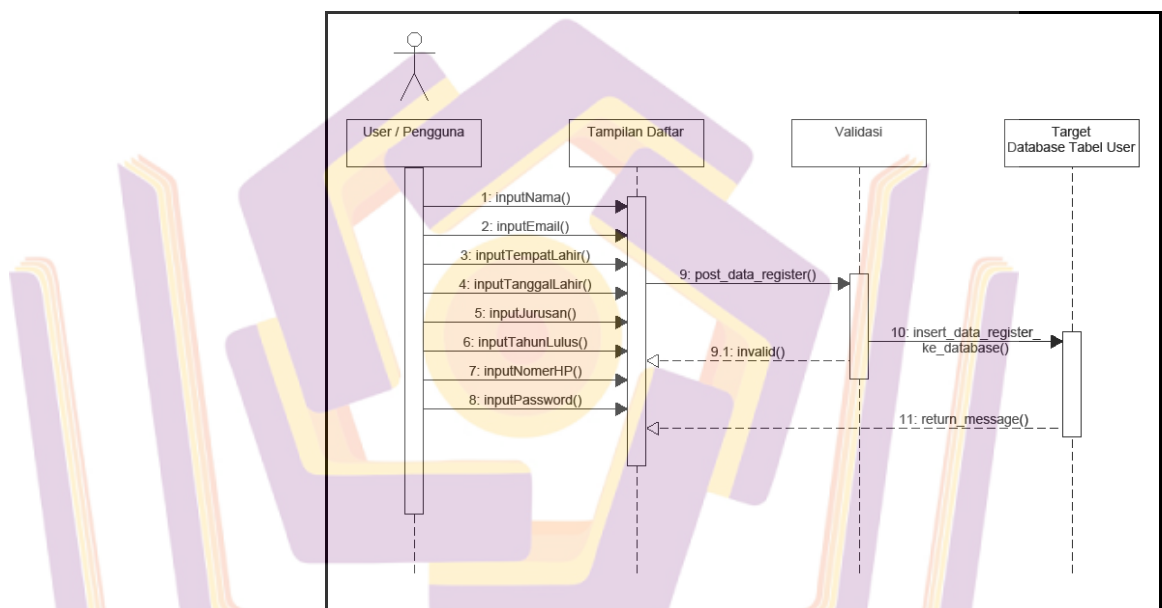 User / Pengguna
Tampilan Daftar
Validasi
Target
Database Tabel User
1: inputNama()
2: inputEmail()
3: inputTempatLahir()
4: inputTanggalLahir()
5: inputJurusan()
6: inputTahunLulus()
7: inputNomerHP()
8: inputPassword()
9: post_data_register()
10: insert_data_register_
ke_database()
9.1: invalid()
11: return_message()